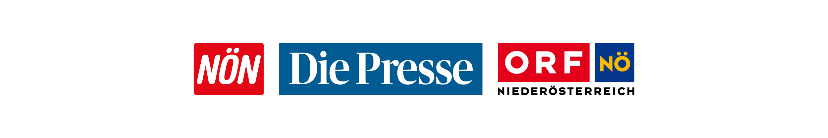 NÖN
Die Presse
ORF NÖ
NIEDERÖSTERREICH